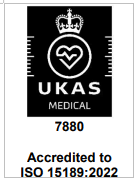 UKAS
MEDICAL
7880
Accredited to
ISO 15189:2022